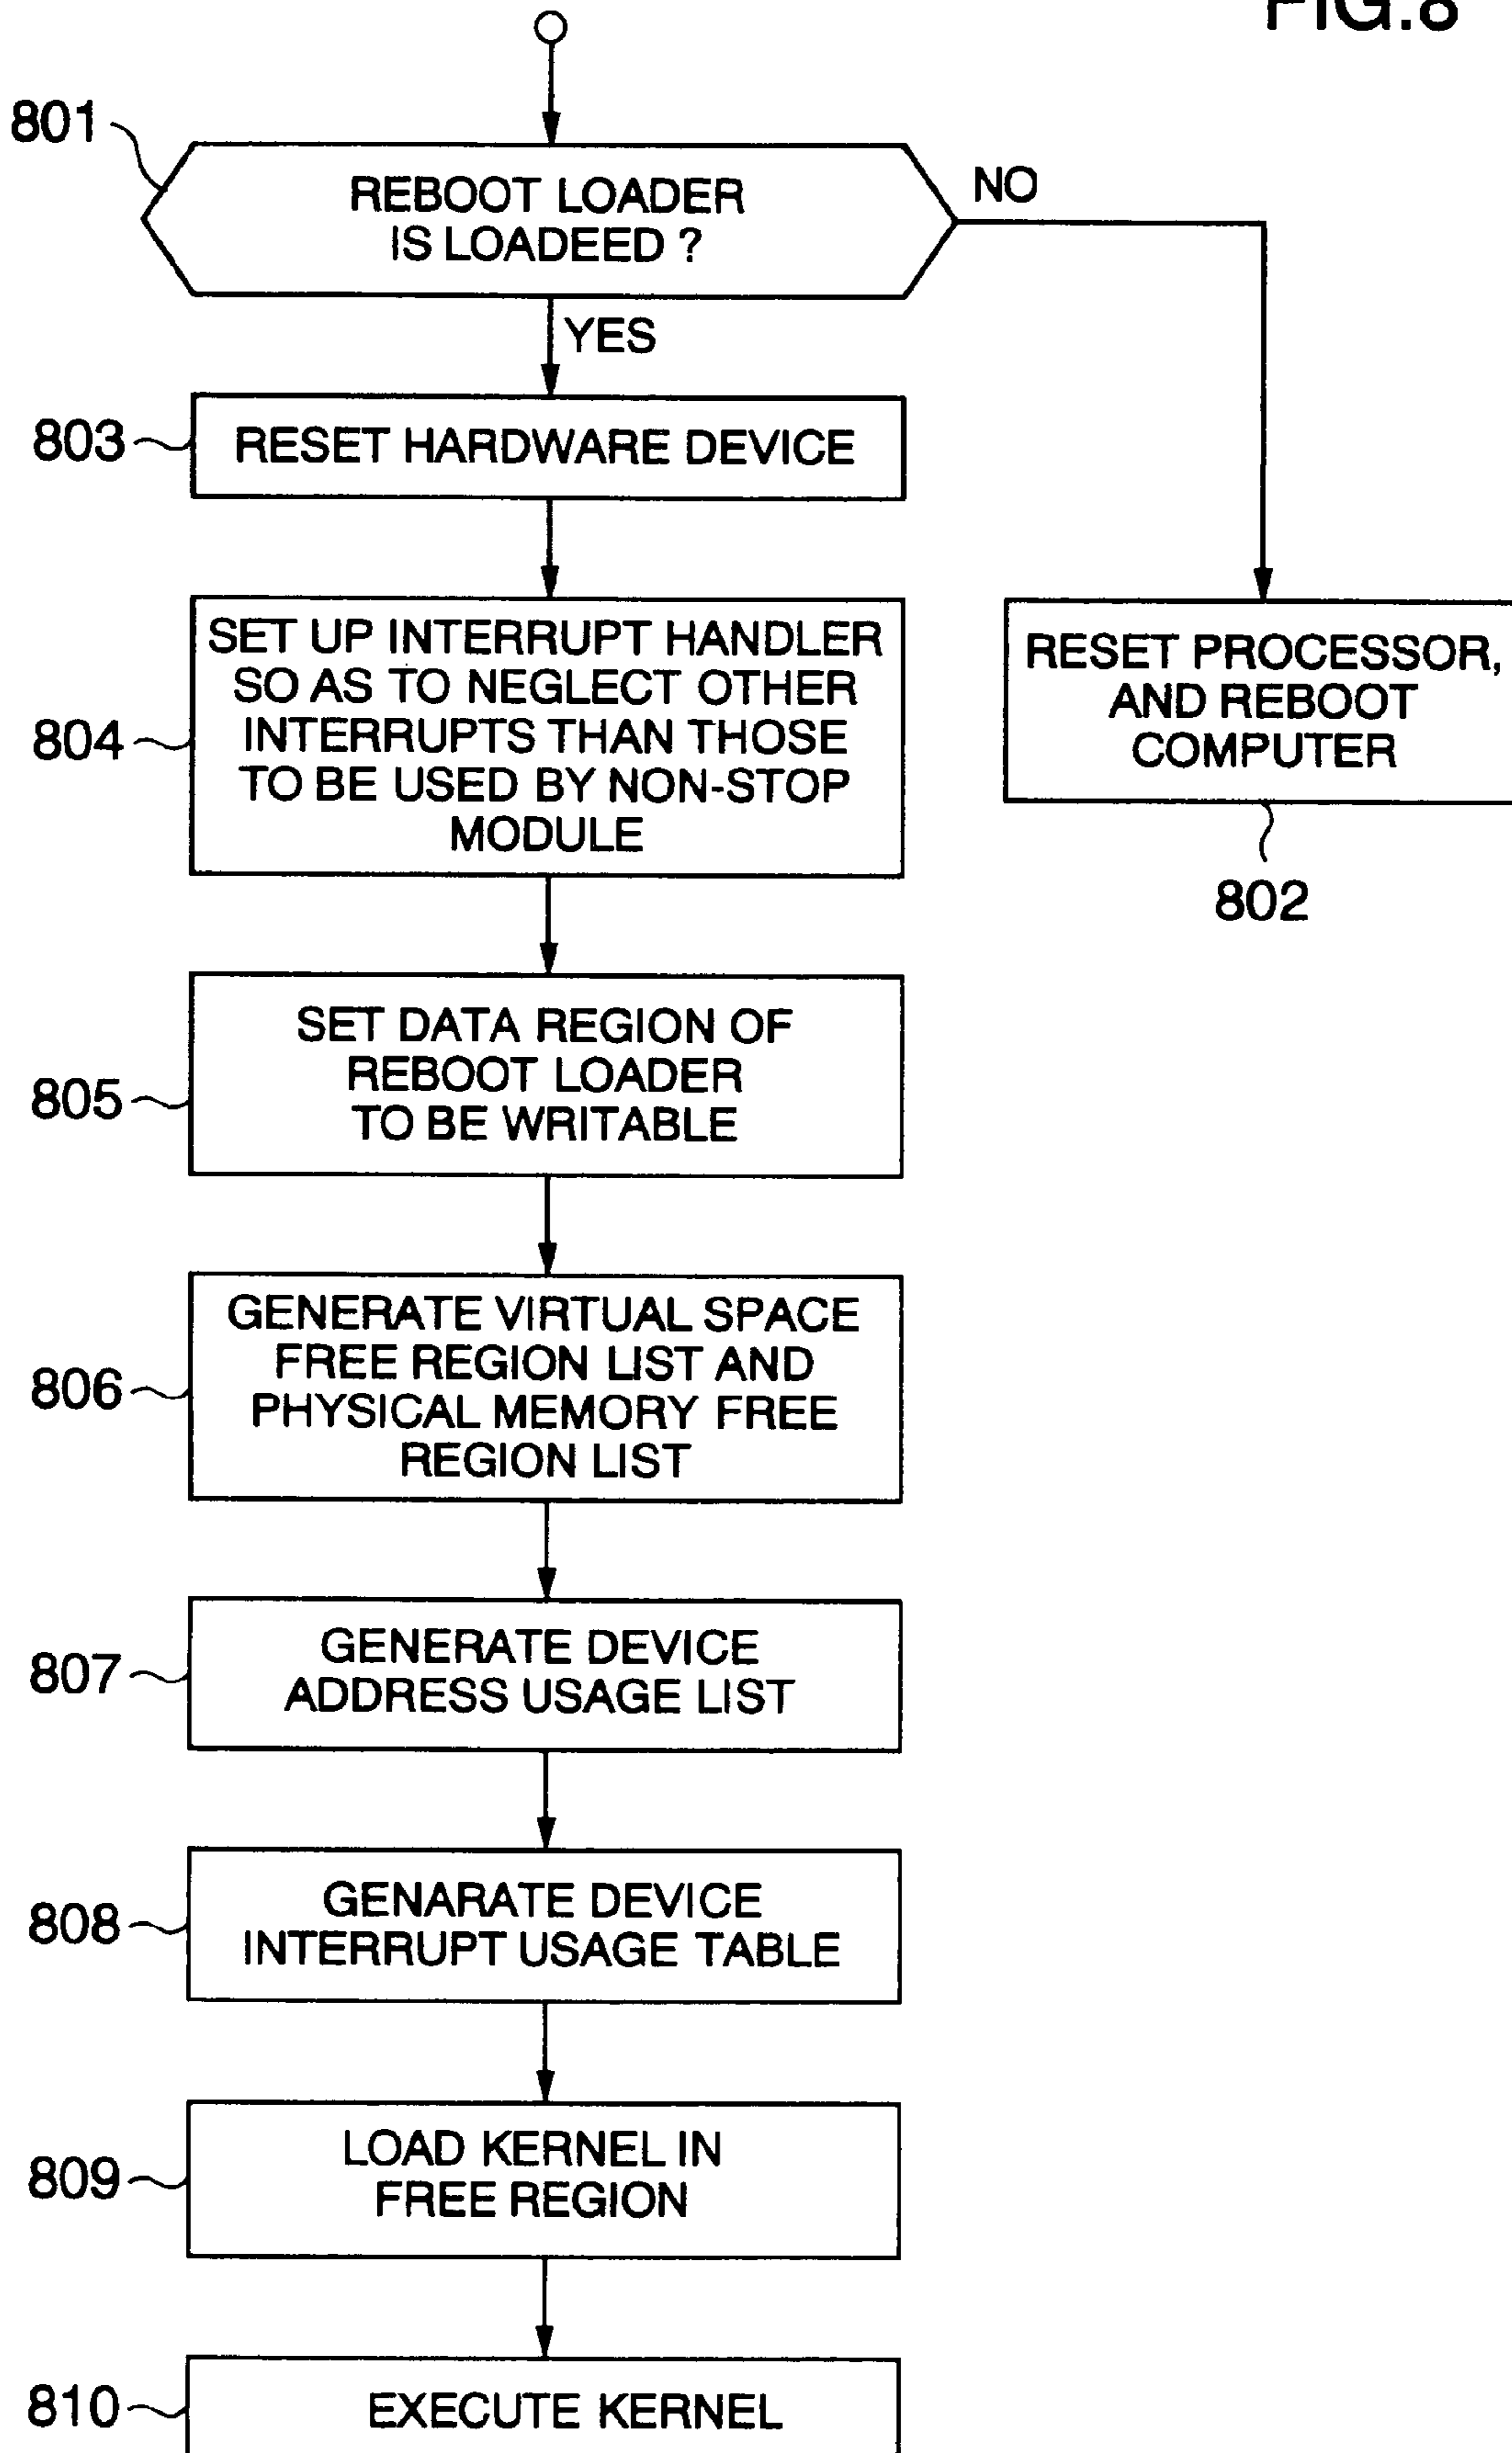 FIG.8
801
REBOOT LOADER
IS LOADEED ?
NO
YES
803
RESET HARDWARE DEVICE
804
SET UP INTERRUPT HANDLER
SO AS TO NEGLECT OTHER
INTERRUPTS THAN THOSE
TO BE USED BY NON-STOP
MODULE
RESET PROCESSOR,
AND REBOOT
COMPUTER
802
805
SET DATA REGION OF
REBOOT LOADER
TO BE WRITABLE
806
GENERATE VIRTUAL SPACE
FREE REGION LIST AND
PHYSICAL MEMORY FREE
REGION LIST
807
GENERATE DEVICE
ADDRESS USAGE LIST
808
GENARATE DEVICE
INTERRUPT USAGE TABLE
809
LOAD KERNEL IN
FREE REGION
810
EXECUTE KERNEL